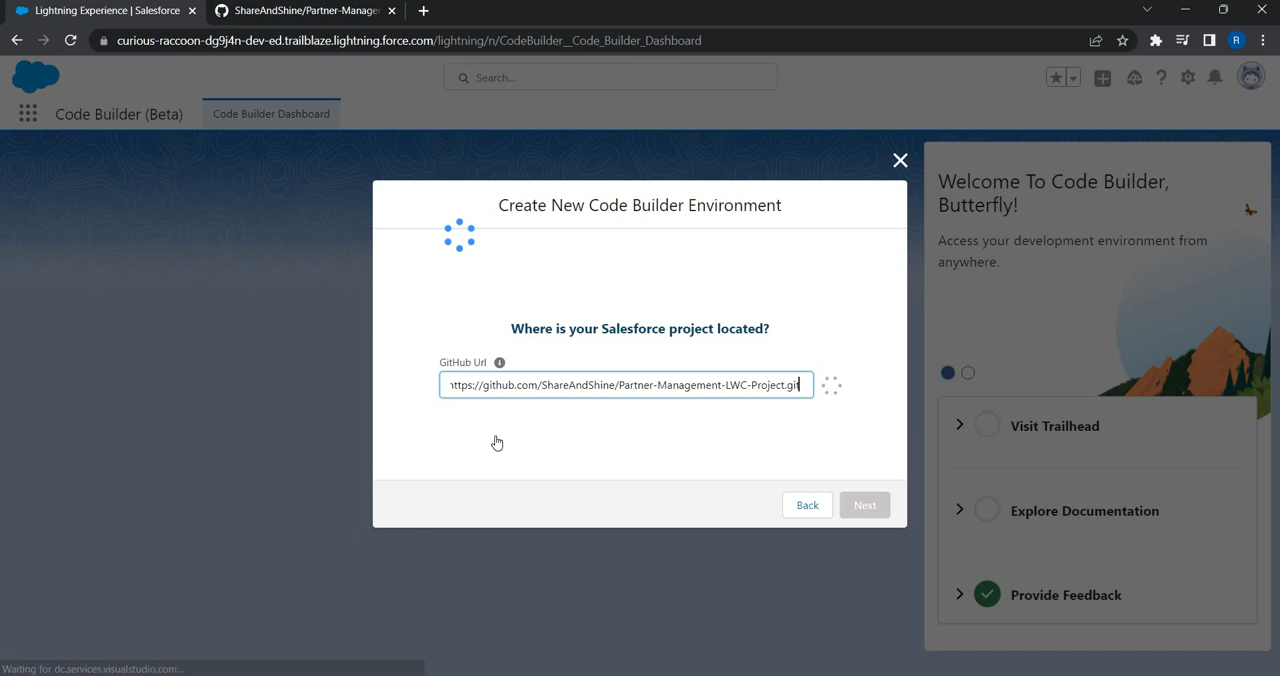 Lightning Experience | Salesforce
ShareAndShine/Partner-Manage
curious-raccoon-dg9j4n-dev-ed.trailblaze.lightning.force.com/lightning/n/CodeBuilder__Code_Builder_Dashboard
R
Search...
Code Builder (Beta)
Code Builder Dashboard
Create New Code Builder Environment
Where is your Salesforce project located?
GitHub Url
ttps://github.com/ShareAndShine/Partner-Management-LWC-Project.git
Back
Next
Welcome To Code Builder,
Butterfly!
Access your development environment from
anywhere.
Visit Trailhead
Explore Documentation
Provide Feedback
Waiting for dc.services.visualstudio.com...